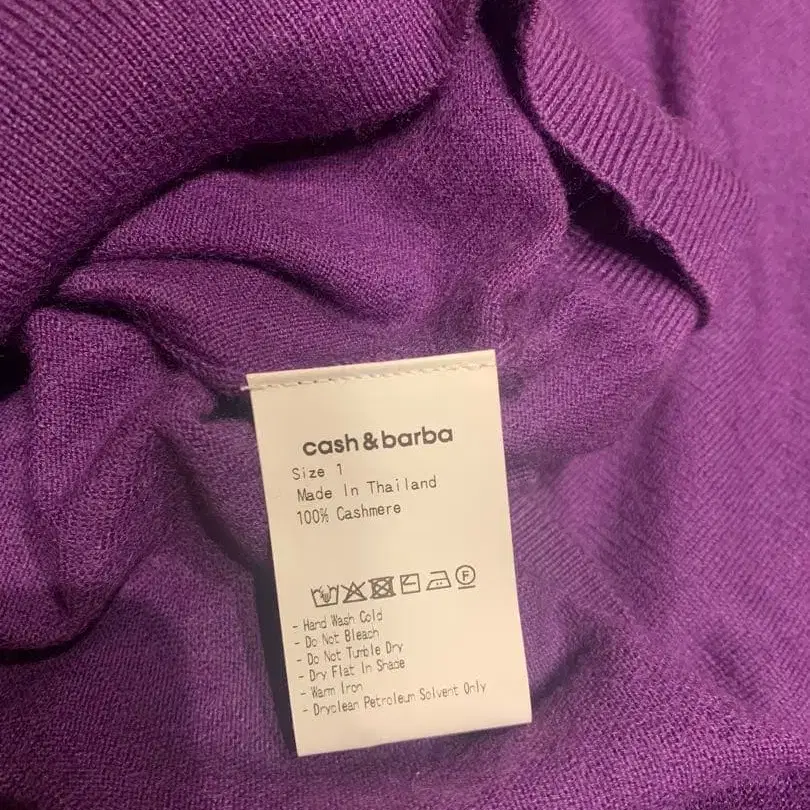 cash&barba
Size 1
Made In Thailand
100% Cashmere
F
- Hand Wash Cold
- Do Not Bleach
- Do Not Tumble Dry
- Dry Flat In Shade
- Warm Iron
- Dryclean Petroleum Solvent Only